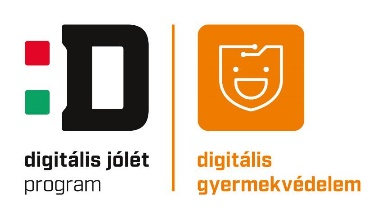 :D
digitális jólét
program
digitális
gyermekvédelem